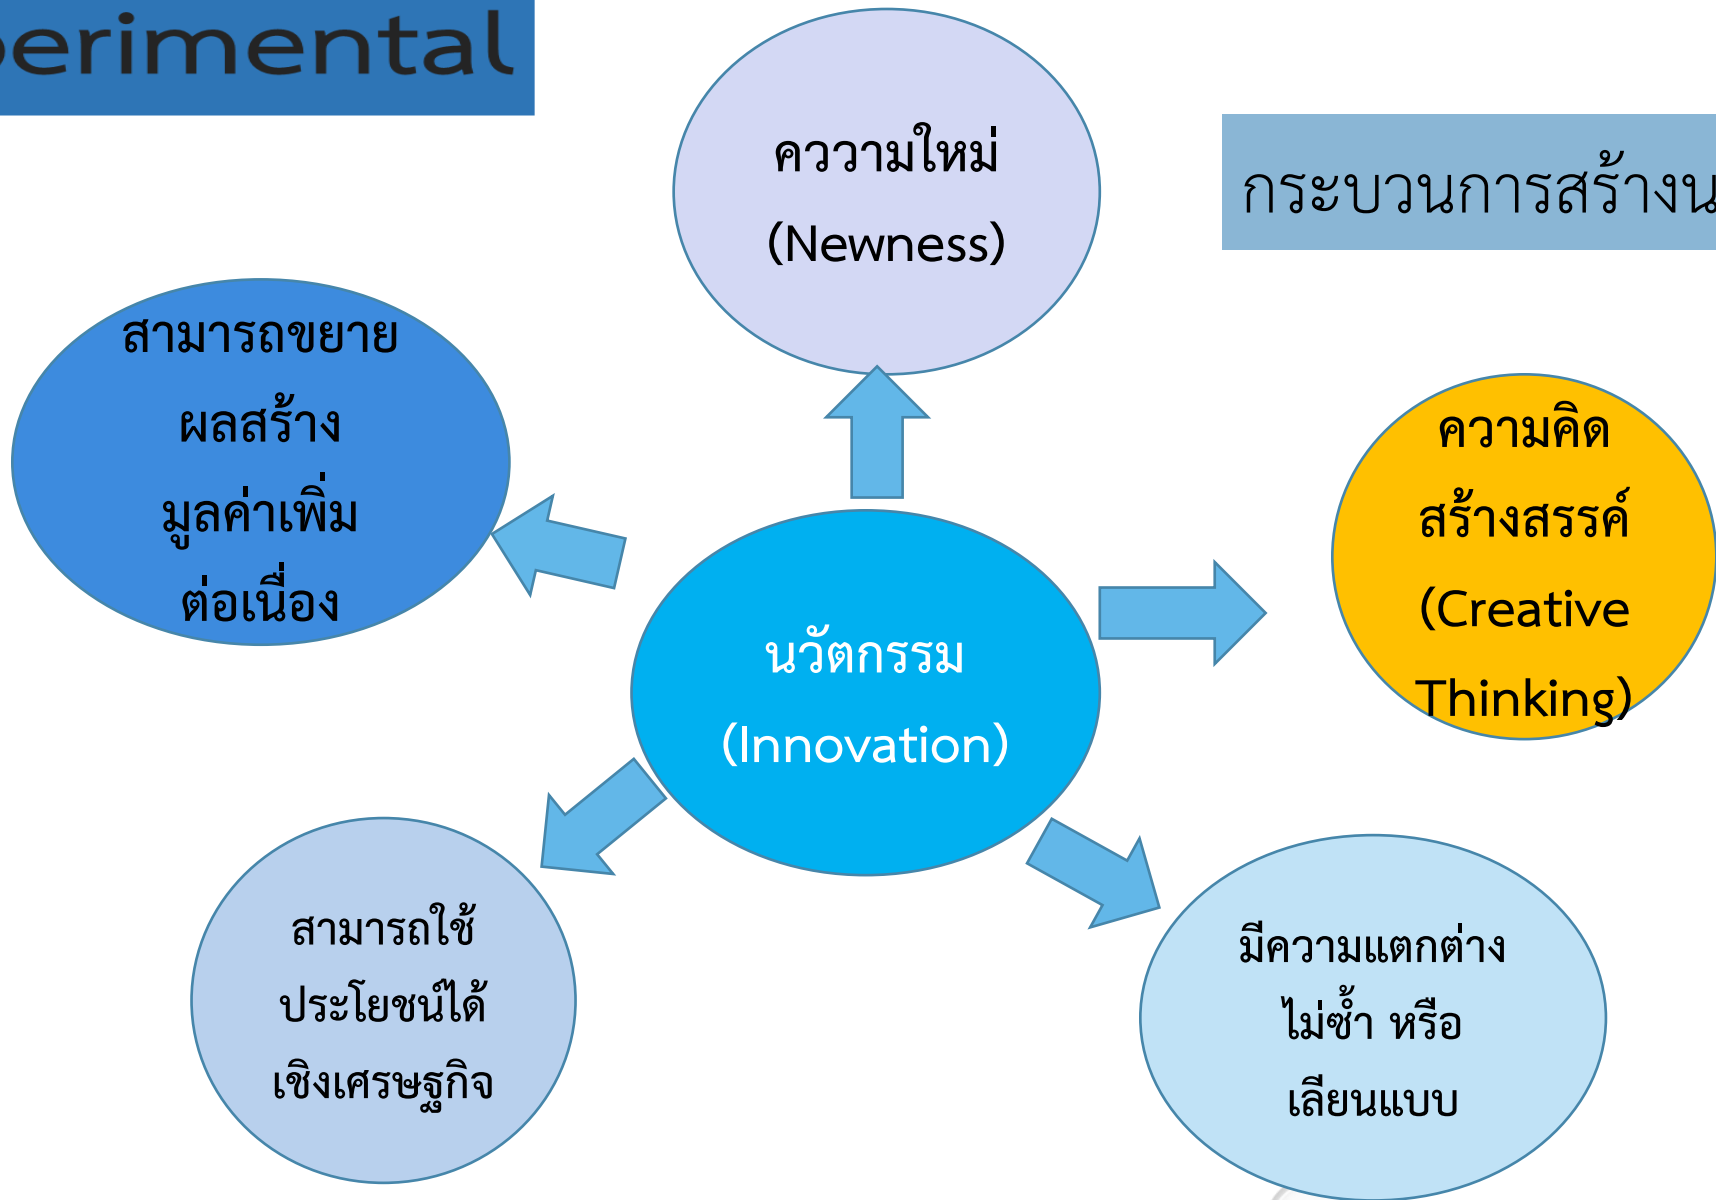 perimental
คววามใหม่
(Newness)
กระบวนการสร้างน
สามารถขยาย
ผลสร้าง
มูลค่าเพิ่ม
ต่อเนื่อง
ความคิด
สร้างสรรค์
(Creative
Thinking)
นวัตกรรม
(Innovation)
สามารถใช้
ประโยชน์ได้
เชิงเศรษฐกิจ
มีความแตกต่าง
ไม่ซ้ำ หรือ
เลียนแบบ